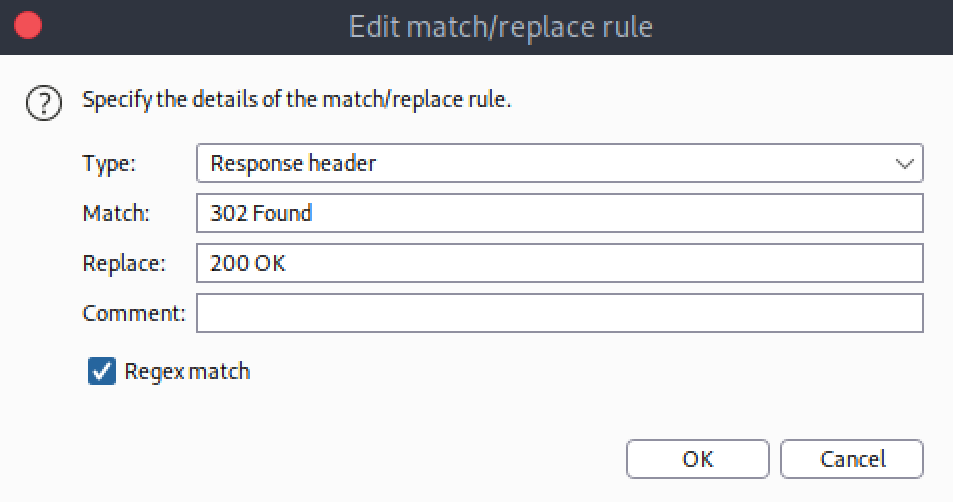 Edit match/replace rule
? Specify the details of the match/replace rule.
Type: Response header
Match: 302 Found
Replace: 200 OK
Comment:
Regex match
OK Cancel